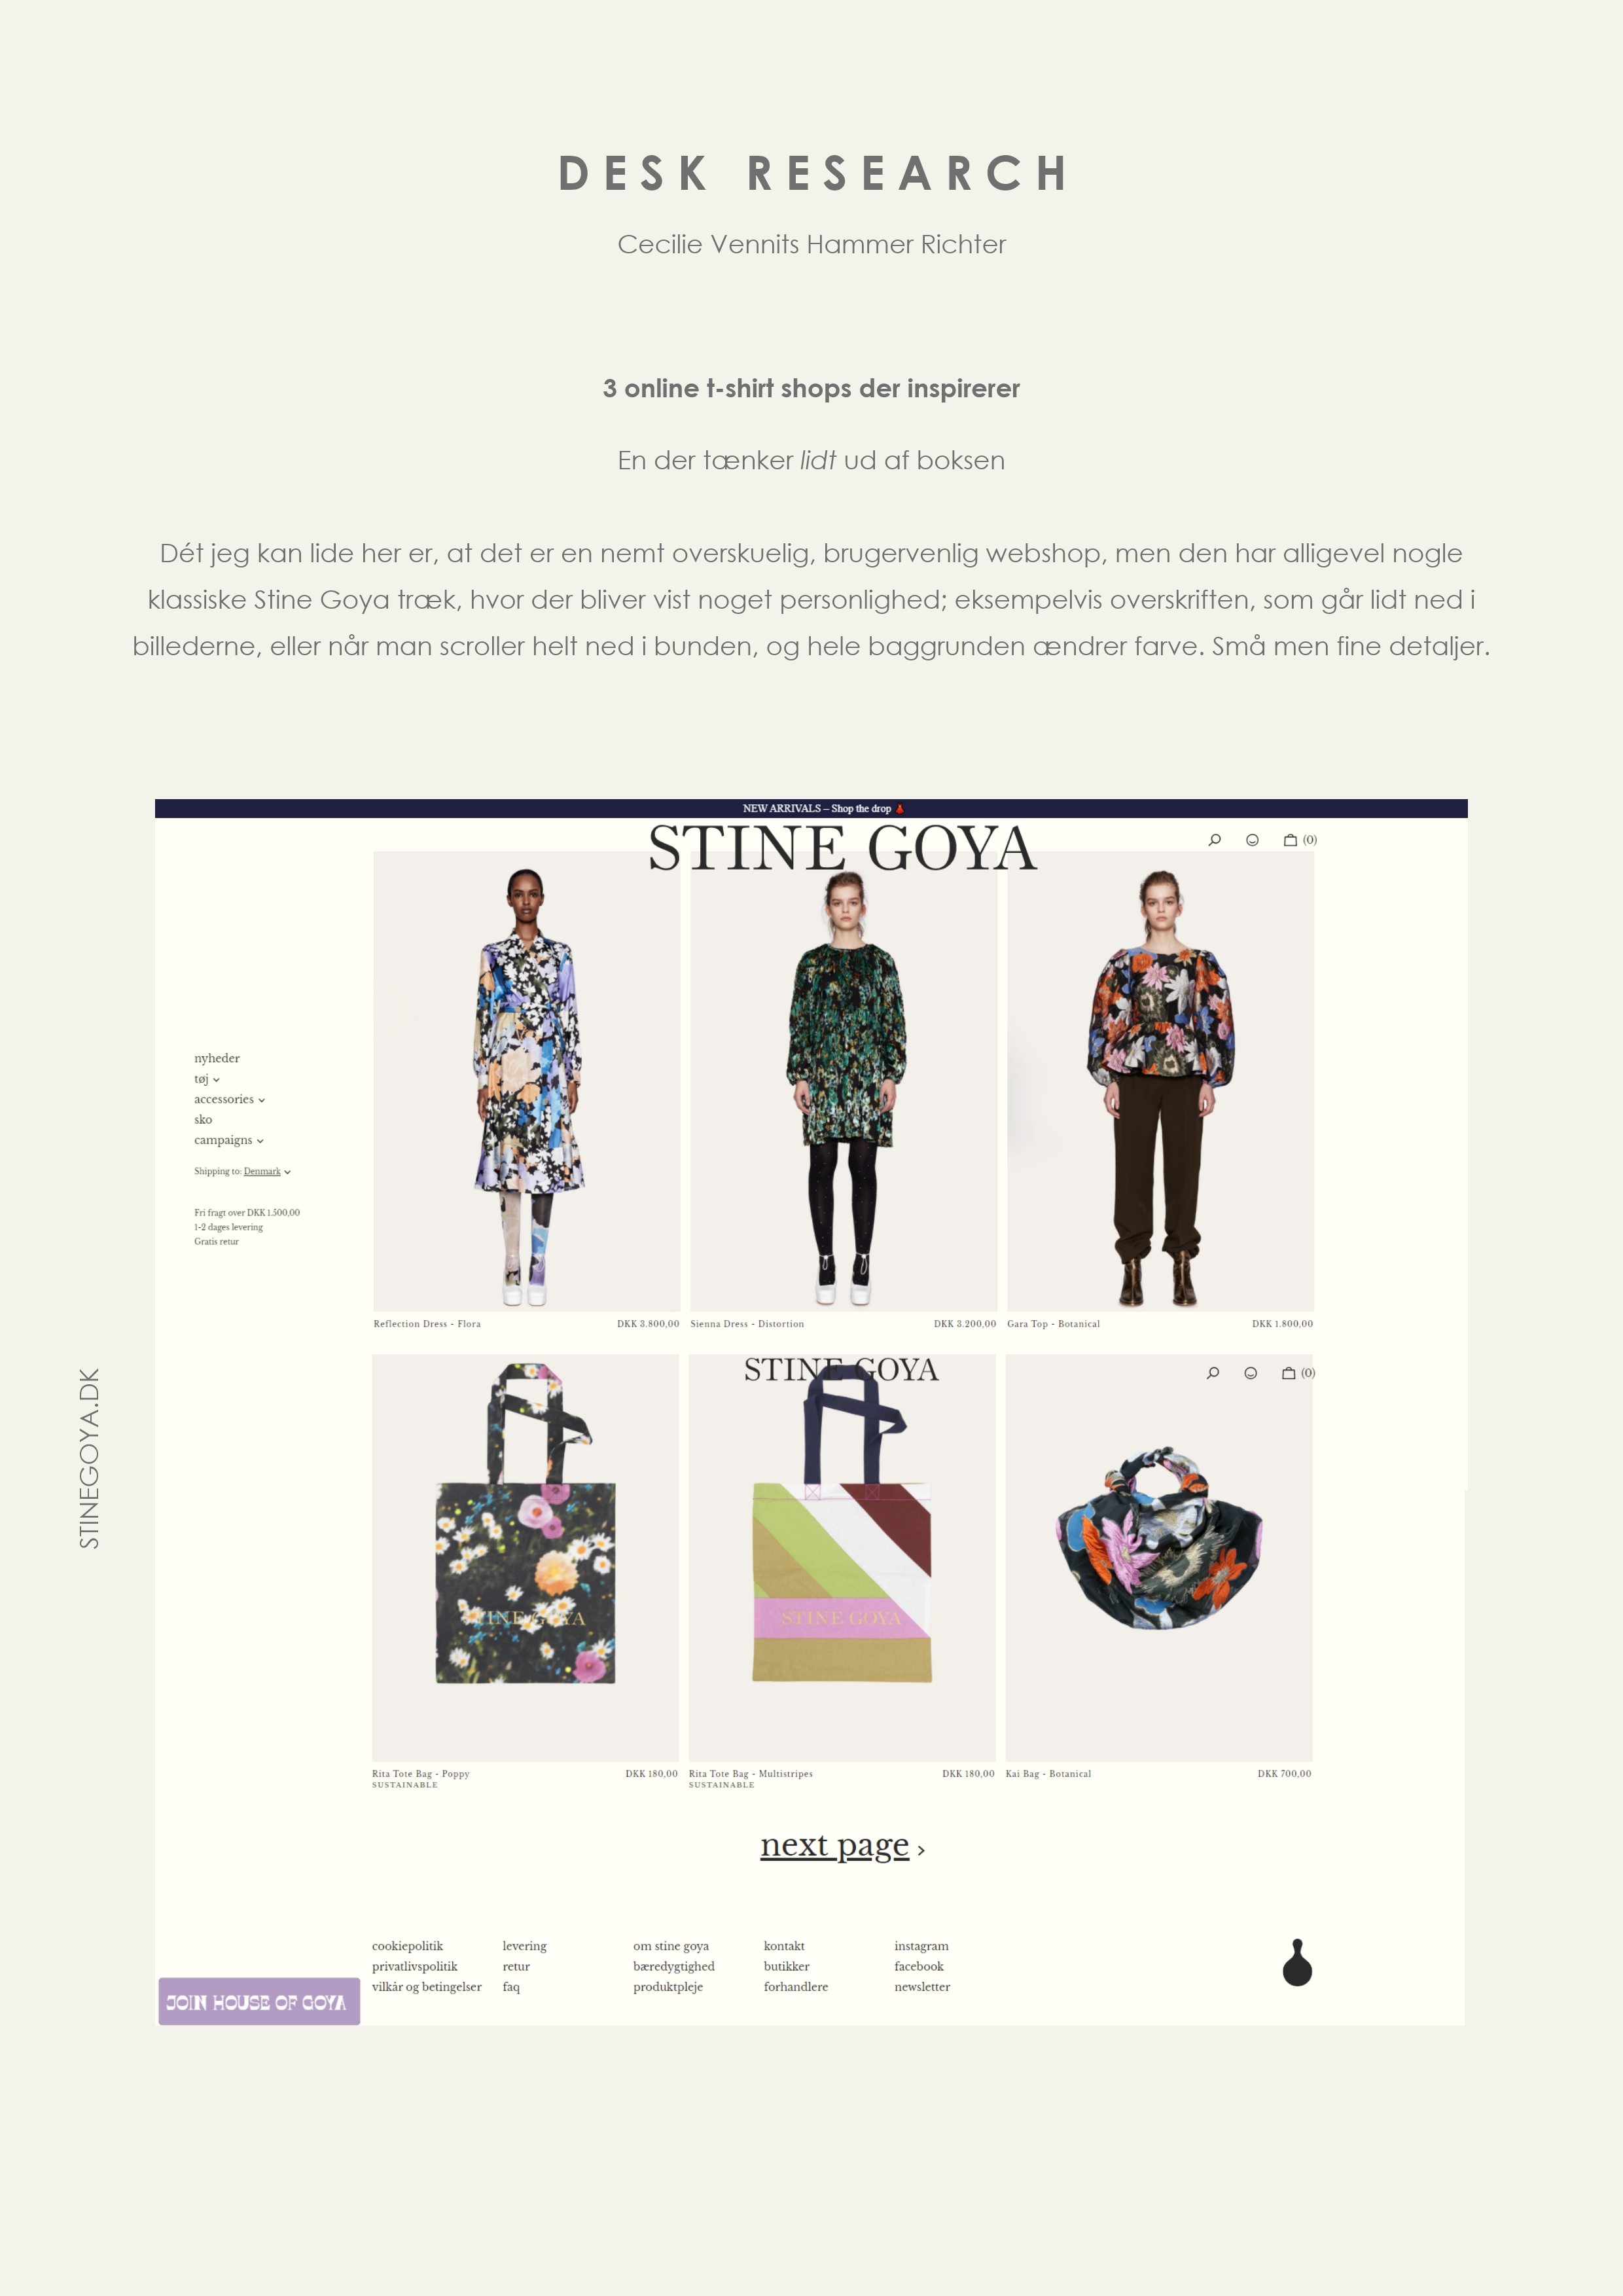 DESK RESEARCH
Cecilie Vennits Hammer Richter
3 online t-shirt shops der inspirerer
En der tænker lidt ud af boksen
Dét jeg kan lide her er, at det er en nemt overskuelig, brugervenlig webshop, men den har alligevel nogle
klassiske Stine Goya træk, hvor der bliver vist noget personlighed; eksempelvis overskriften, som går lidt ned i
billederne, eller når man scroller helt ned i bunden, og hele baggrunden ændrer farve. Små men fine detaljer.
STINEGOYA.DK
NEW ARRIVALS – Shop the drop
STINE GOYA
(0)
nyheder
tøj
accessories
sko
campaigns
Shipping to: Denmark
Fri fragt over DKK 1.500,00
1-2 dages levering
Gratis retur
Reflection Dress - Flora DKK 3.800,00
Sienna Dress - Distortion DKK 3.200,00
Gara Top - Botanical DKK 1.800,00
STINE GOYA
(0)
STINE GOYA
STINE GOYA
Rita Tote Bag - Poppy DKK 180,00
SUSTAINABLE
Rita Tote Bag - Multistripes DKK 180,00
SUSTAINABLE
Kai Bag - Botanical DKK 700,00
next page ›
cookiepolitik
privatlivspolitik
vilkår og betingelser
levering
retur
faq
om stine goya
bæredygtighed
produktpleje
kontakt
butikker
forhandlere
instagram
facebook
newsletter
JOIN HOUSE OF GOYA